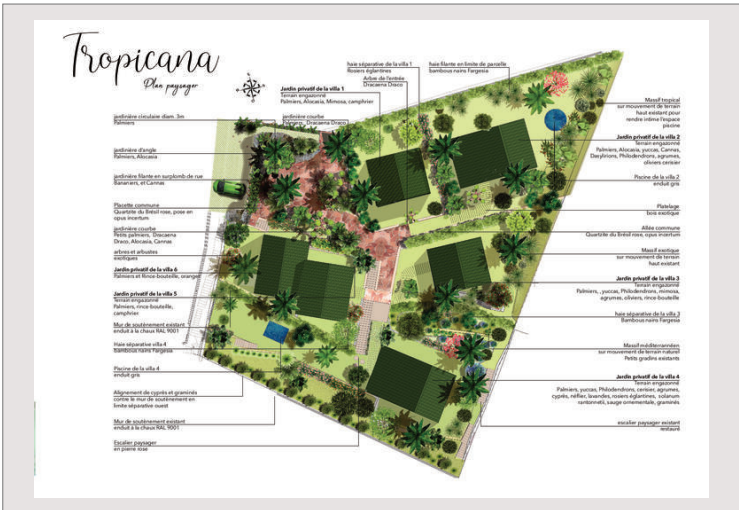 Tropicana
Plan paysager
haie séparative de la villa 1
Rosiers églantines
Arbre de l'entrée
Dracaena Draco
haie filante en limite de parcelle
bambous nains Fargesia
Jardin privatif de la villa 1
Terrain engazonné
Palmiers, Alocasia, Mimosa, camphrier
jardinière circulaire diam. 3m
Palmiers
jardinière courbe
Palmiers, Dracaena Draco
jardinière d'angle
Palmiers, Alocasia
jardinière filante en surplomb de rue
Bananiers, et Cannas
Placette commune
Quartzite du Brésil rose, pose en
opus incertum
jardinière courbe
Petits palmiers, Dracaena
Draco, Alocasia, Cannas
arbres et arbustes
exotiques
Jardin privatif de la villa 6
Palmiers et Rince bouteille, oranger
Jardin privatif de la villa 5
Terrain engazonné
Palmiers, rince bouteille,
camphrier
Mur de soutènement existant
enduit à la chaux RAL 9001
Haie séparative villa 4
bambous nains Fargesia
Piscine de la villa 4
enduit gris
Alignement de cyprès et graminés
contre le mur de soutènement en
limite séparative ouest
Mur de soutènement existant
enduit à la chaux RAL 9001
Escalier paysager
en pierre rose
Massif tropical
sur mouvement de terrain
haut existant pour
rendre intime l'espace
piscine
Jardin privatif de la villa 2
Terrain engazonné
Palmiers, Alocasia, yuccas, Cannas,
Dasylirions, Philodendrons, agrumes,
oliviers cerisier
Piscine de la villa 2
enduit gris
Platelage
bois exotique
Allée commune
Quartzite du Brésil rose, opus incertum
Massif exotique
sur mouvement de terrain
haut existant
Jardin privatif de la villa 3
Terrain engazonné
Palmiers, , yuccas, Philodendrons, mimosa,
agrumes, oliviers, rince bouteille
haie séparative de la villa 3
Bambous nains Fargesia
Massif méditerranéen
sur mouvement de terrain naturel
Petits gradins existants
Jardin privatif de la villa 4
Terrain engazonné
Palmiers, yuccas, Philodendrons, cerisier, agrumes,
cyprès, néflier, lavandes, rosiers églantines, solanum
rantonnetii, sauge ornementale, graminés
escalier paysager existant
restauré